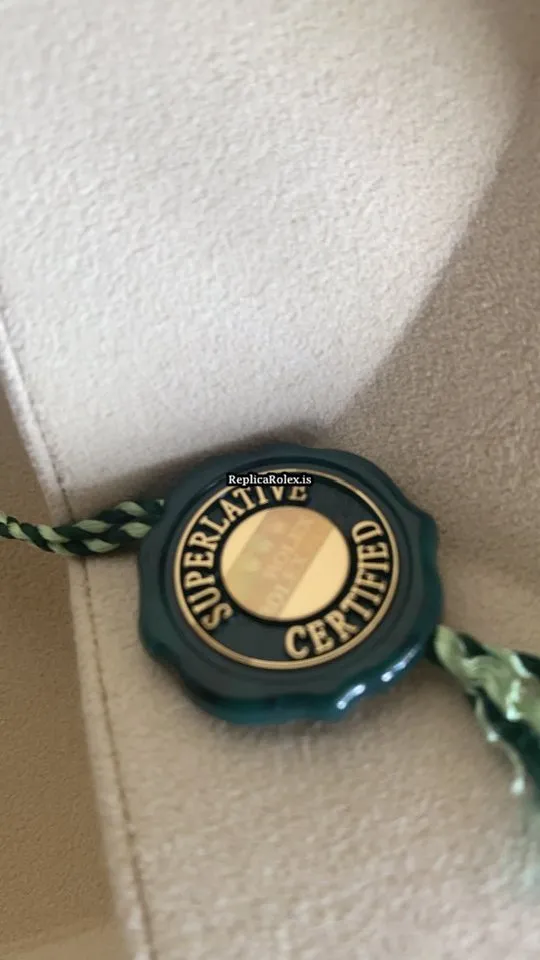 ReplicaRolex.is
SUPERLATIVE
CERTIFIED